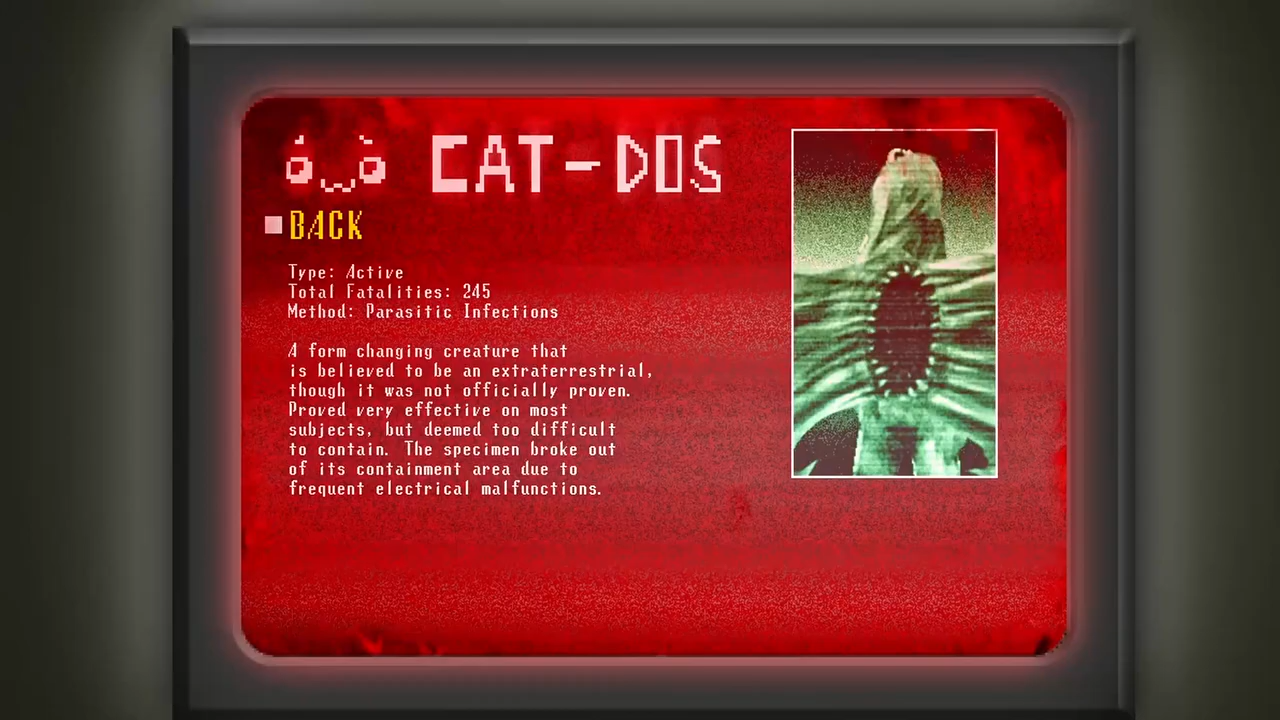 CAT-DOS
BACK
Type: Active
Total Fatalities: 245
Method: Parasitic Infections
A form changing creature that
is believed to be an extraterrestrial,
though it was not officially proven.
Proved very effective on most
subjects, but deemed too difficult
to contain. The specimen broke out
of its containment area due to
frequent electrical malfunctions.